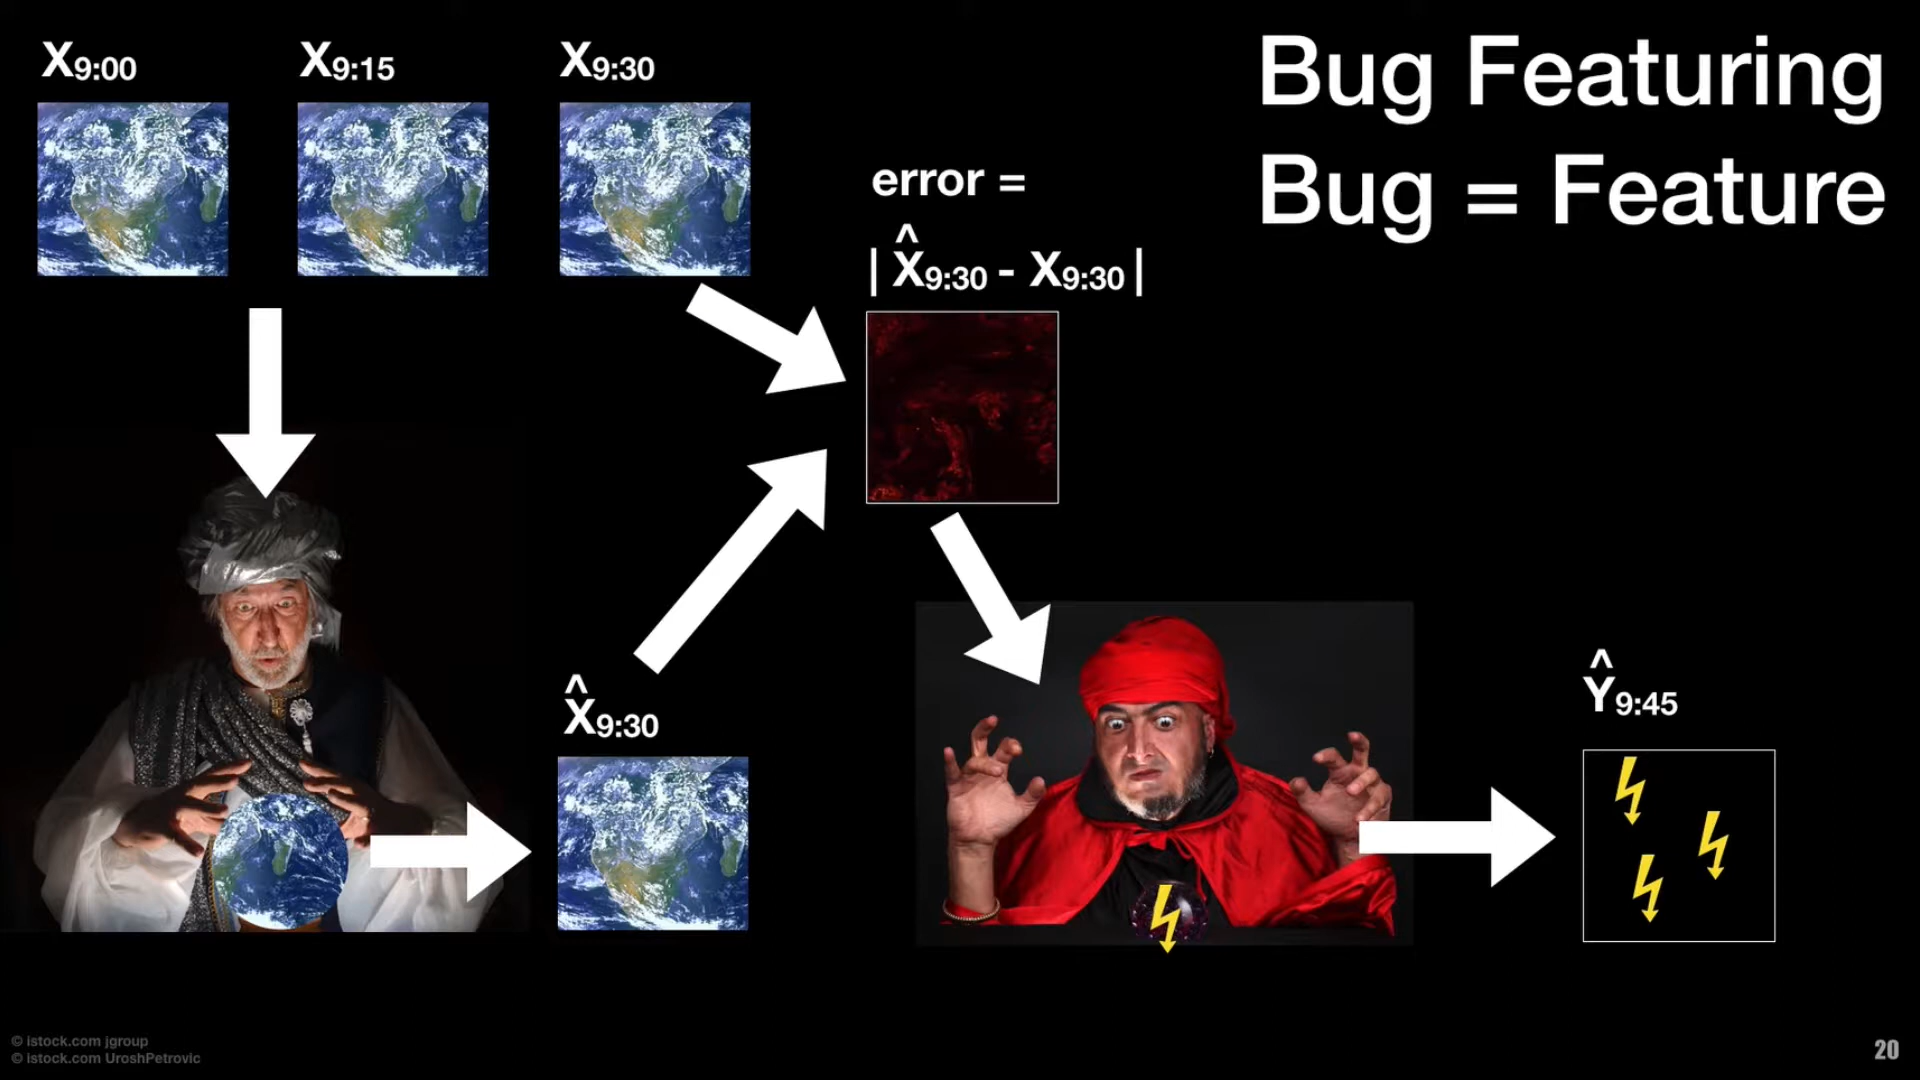 X9:00
X9:15
X9:30
Bug Featuring
Bug = Feature
error =
| X̂9:30 - X9:30 |
X̂9:30
Ŷ9:45
© istock.com jgroup
© istock.com UroshPetrovic
20